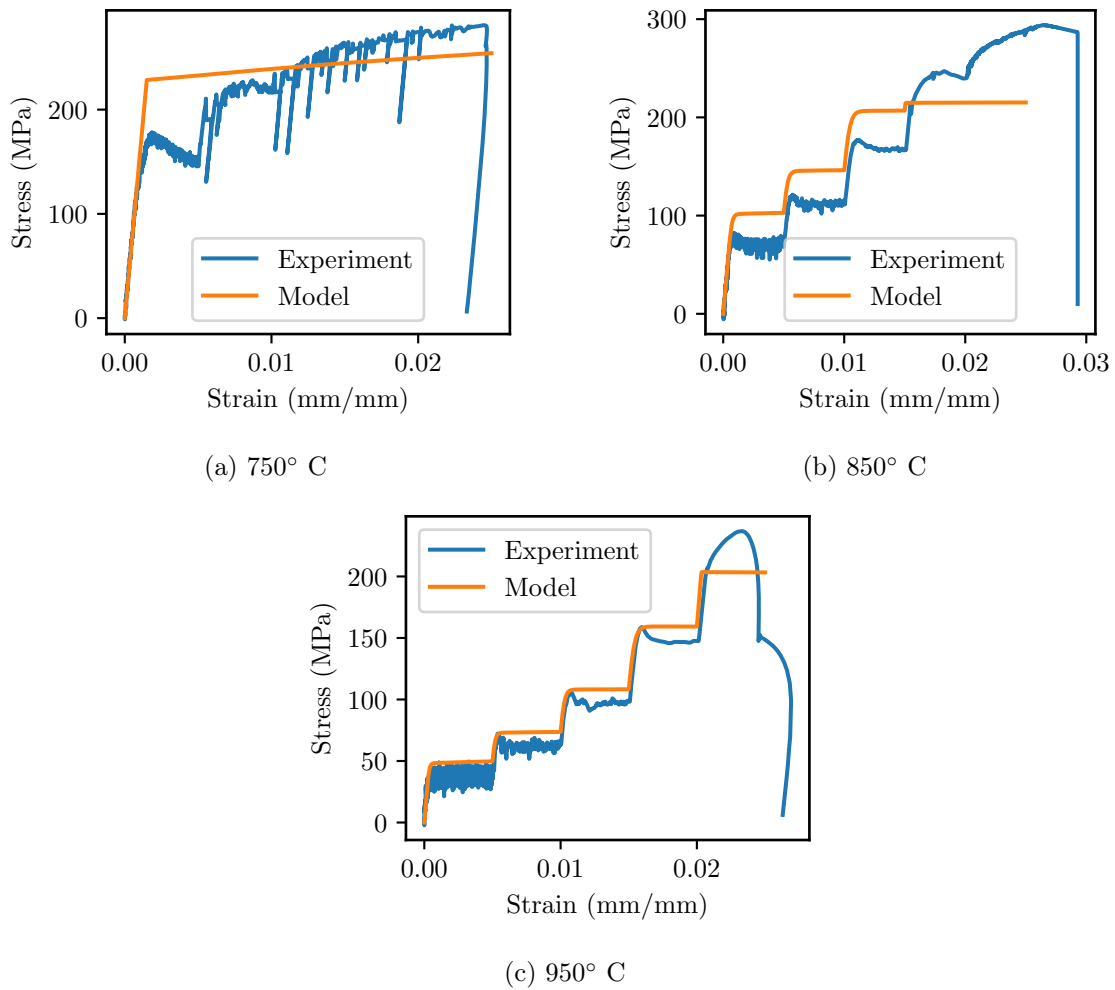 Stress (MPa)
200
100
0
Experiment
Model
0.00
0.01
0.02
Strain (mm/mm)
(a) 750° C
Stress (MPa)
300
200
100
0
Experiment
Model
0.00
0.01
0.02
0.03
Strain (mm/mm)
(b) 850° C
Stress (MPa)
200
150
100
50
0
Experiment
Model
0.00
0.01
0.02
Strain (mm/mm)
(c) 950° C